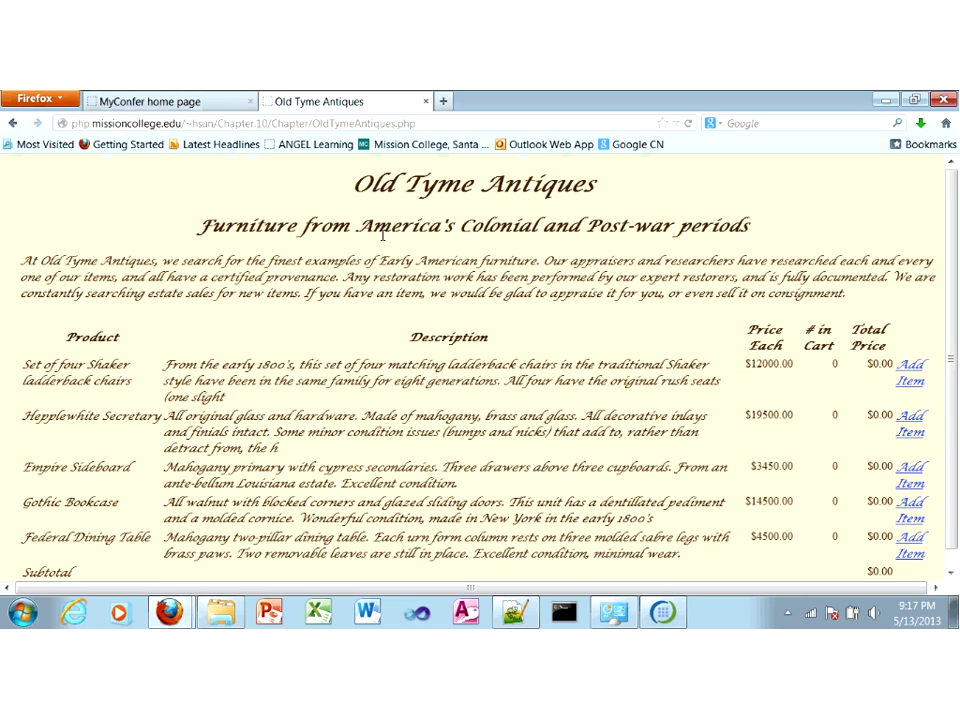 Firefox
MyConfer home page
Old Tyme Antiques
php.missioncollege.edu/~hsun/Chapter.10/Chapter/OldTymeAntiques.php
Google
Most Visited Getting Started Latest Headlines ANGEL Learning Mission College, Santa ... Outlook Web App Google CN Bookmarks
Old Tyme Antiques
Furniture from America's Colonial and Post-war periods
At Old Tyme Antiques, we search for the finest examples of Early American furniture. Our appraisers and researchers have researched each and every
one of our items, and all have a certified provenance. Any restoration work has been performed by our expert restorers, and is fully documented. We are
constantly searching estate sales for new items. If you have an item, we would be glad to appraise it for you, or even sell it on consignment.
Product Description Price Each # in Cart Total Price
Set of four Shaker From the early 1800's, this set of four matching ladderback chairs in the traditional Shaker $12000.00 0 $0.00 Add
ladderback chairs style have been in the same family for eight generations. All four have the original rush seats Item
(one slight
Hepplewhite Secretary All original glass and hardware. Made of mahogany, brass and glass. All decorative inlays $19500.00 0 $0.00 Add
and finials intact. Some minor condition issues (bumps and nicks) that add to, rather than Item
detract from, the h
Empire Sideboard Mahogany primary with cypress secondaries. Three drawers above three cupboards. From an $3450.00 0 $0.00 Add
ante-bellum Louisiana estate. Excellent condition. Item
Gothic Bookcase All walnut with blocked corners and glazed sliding doors. This unit has a dentillated pediment $14500.00 0 $0.00 Add
and a molded cornice. Wonderful condition, made in New York in the early 1800's Item
Federal Dining Table Mahogany two-pillar dining table. Each urn form column rests on three molded sabre legs with $4500.00 0 $0.00 Add
brass paws. Two removable leaves are still in place. Excellent condition, minimal wear. Item
Subtotal $0.00
9:17 PM
5/13/2013